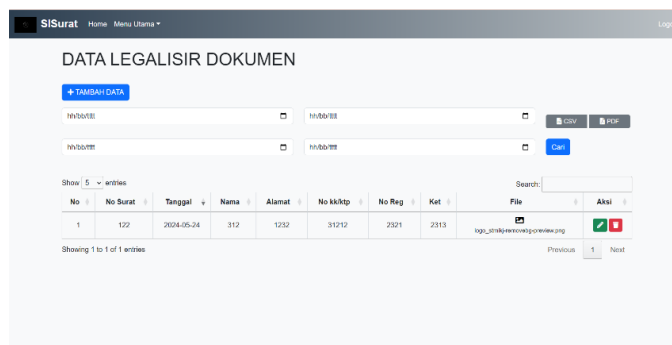 SISurat Home Menu Utama Logo
DATA LEGALISIR DOKUMEN
+ TAMBAH DATA
hh/bb/tttt hh/bb/tttt
CSV PDF
hh/bb/tttt hh/bb/tttt Cari
Show 5 entries Search:
No No Surat Tanggal Nama Alamat No kk/ktp No Reg Ket File Aksi
1 122 2024-05-24 312 1232 31212 2321 2313
logo_stmikj-removebg-preview.png
Showing 1 to 1 of 1 entries Previous 1 Next